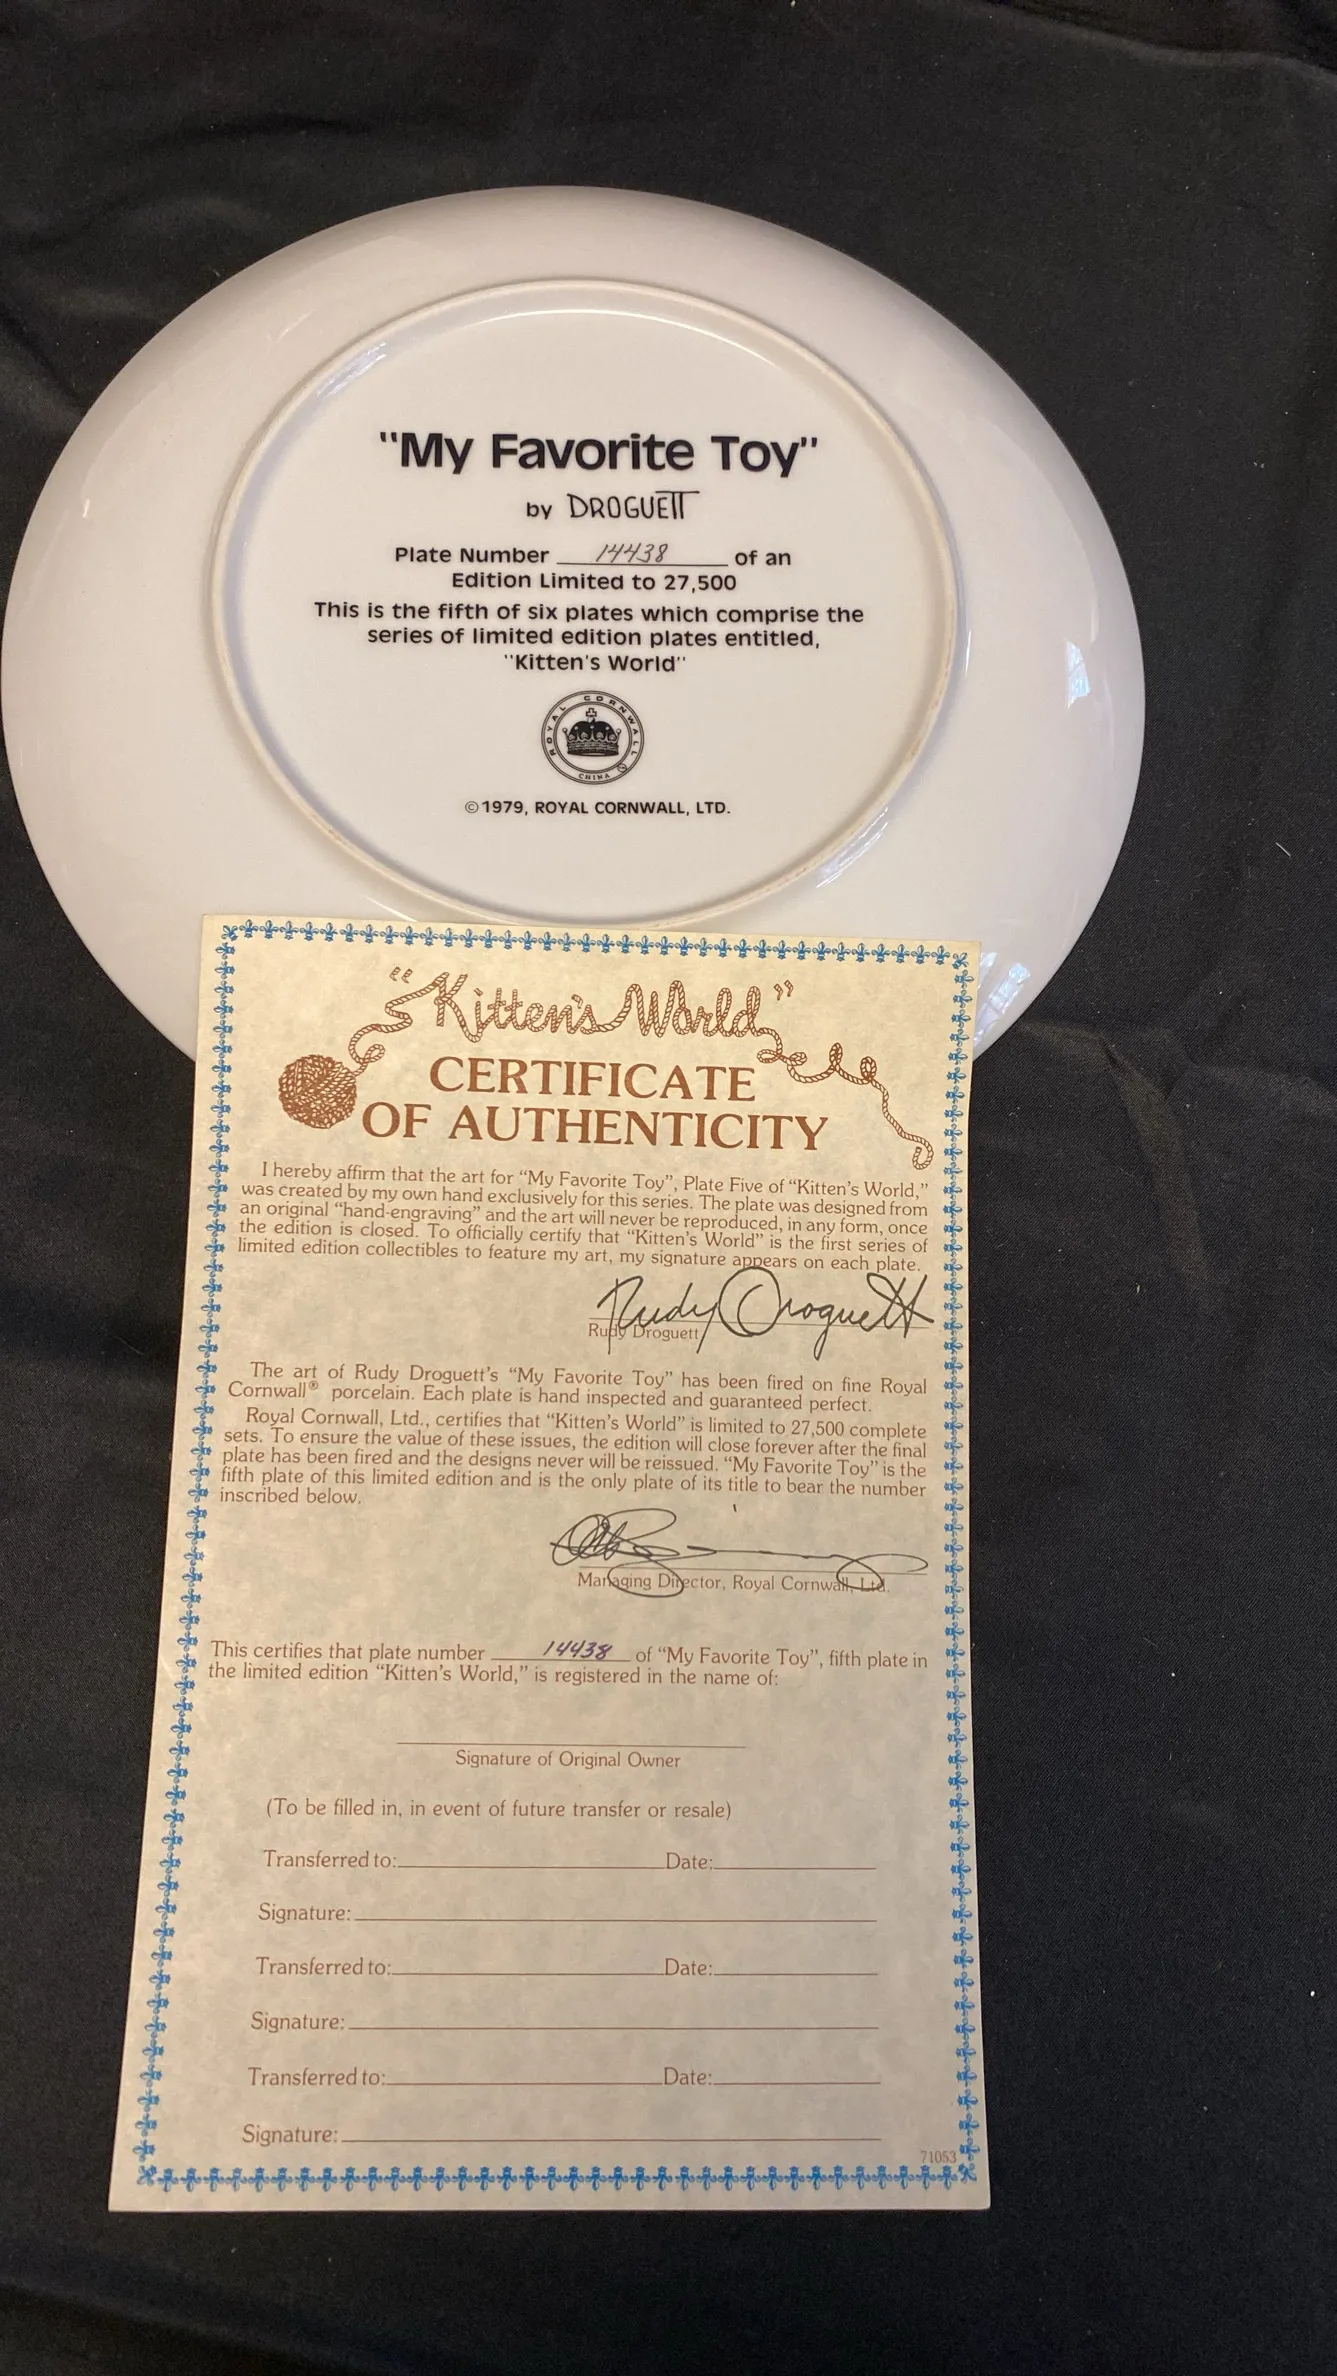 "My Favorite Toy"
by DROGUETT
Plate Number 14438 of an
Edition Limited to 27,500
This is the fifth of six plates which comprise the
series of limited edition plates entitled,
"Kitten's World"
ROYAL CORNWALL
CHINA
©1979, ROYAL CORNWALL, LTD.
"Kitten's World"
CERTIFICATE
OF AUTHENTICITY
I hereby affirm that the art for "My Favorite Toy", Plate Five of "Kitten's World,"
was created by my own hand exclusively for this series. The plate was designed from
an original "hand-engraving" and the art will never be reproduced, in any form, once
the edition is closed. To officially certify that "Kitten's World" is the first series of
limited edition collectibles to feature my art, my signature appears on each plate.
Rudy Droguett
Rudy Droguett
The art of Rudy Droguett's "My Favorite Toy" has been fired on fine Royal
Cornwall® porcelain. Each plate is hand inspected and guaranteed perfect.
Royal Cornwall, Ltd., certifies that "Kitten's World" is limited to 27,500 complete
sets. To ensure the value of these issues, the edition will close forever after the final
plate has been fired and the designs never will be reissued. "My Favorite Toy" is the
fifth plate of this limited edition and is the only plate of its title to bear the number
inscribed below.
Managing Director, Royal Cornwall, Ltd.
This certifies that plate number 14438 of "My Favorite Toy", fifth plate in
the limited edition "Kitten's World," is registered in the name of:
Signature of Original Owner
(To be filled in, in event of future transfer or resale)
Transferred to: Date:
Signature:
Transferred to: Date:
Signature:
Transferred to: Date:
Signature:
71053